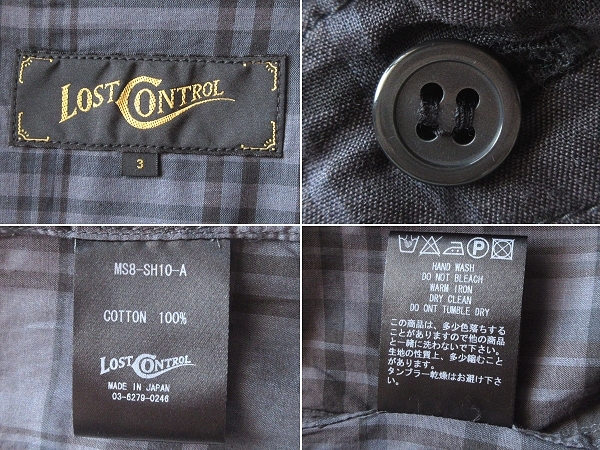 LOST CONTROL
3
MS8-SH10-A
COTTON 100%
LOST CONTROL
MADE IN JAPAN
03-6279-0246
P
HAND WASH
DO NOT BLEACH
WARM IRON
DRY CLEAN
DO ONT TUMBLE DRY
この商品は、多少色落ちする
ことがありますので他の商品
と一緒に洗わないで下さい。
生地の性質上、多少縮むこと
があります。
タンブラー乾燥はお避け下さ
い。